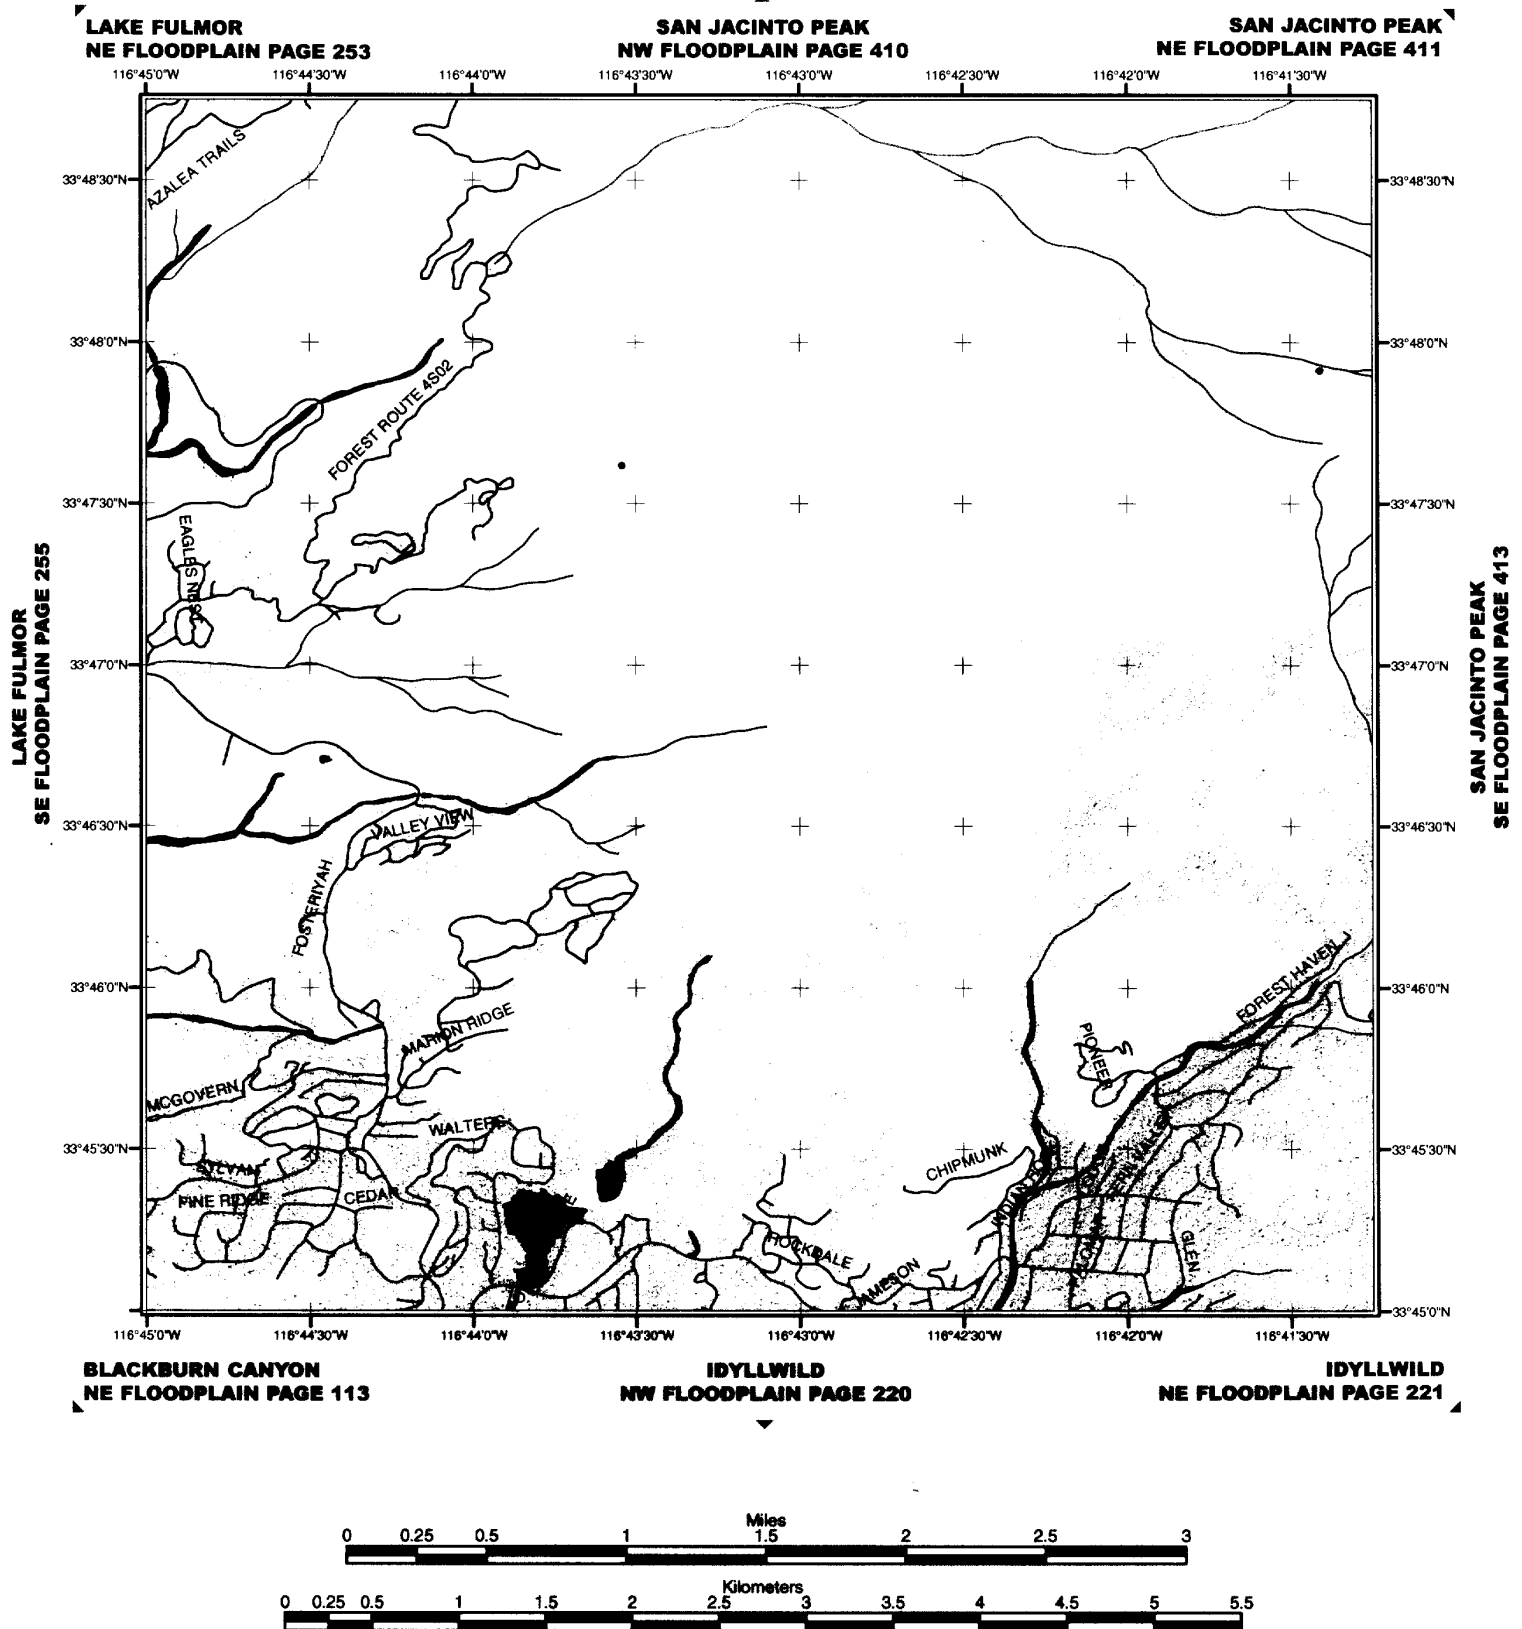 LAKE FULMOR
NE FLOODPLAIN PAGE 253
SAN JACINTO PEAK
NW FLOODPLAIN PAGE 410
SAN JACINTO PEAK
NE FLOODPLAIN PAGE 411
116°45'0"W 116°44'30"W 116°44'0"W 116°43'30"W 116°43'0"W 116°42'30"W 116°42'0"W 116°41'30"W
AZALEA TRAILS
33°48'30"N 33°48'30"N
33°48'0"N 33°48'0"N
FOREST ROUTE 4S02
33°47'30"N 33°47'30"N
EAGLES NEST
LAKE FULMOR
SE FLOODPLAIN PAGE 255
SAN JACINTO PEAK
SE FLOODPLAIN PAGE 413
33°47'0"N 33°47'0"N
33°46'30"N 33°46'30"N
VALLEY VIEW
FOSTERIYAH
33°46'0"N 33°46'0"N
FOREST HAVEN
MARION RIDGE
PIONEER
MCGOVERN
WALTERS
33°45'30"N 33°45'30"N
CHIPMUNK
SYLVAN
PINE RIDGE
CEDAR
FERN VALLEY
INDIAN
ROCKDALE
GLEN
JAMESON
33°45'0"N
116°45'0"W 116°44'30"W 116°44'0"W 116°43'30"W 116°43'0"W 116°42'30"W 116°42'0"W 116°41'30"W
BLACKBURN CANYON
NE FLOODPLAIN PAGE 113
IDYLLWILD
NW FLOODPLAIN PAGE 220
IDYLLWILD
NE FLOODPLAIN PAGE 221
Miles
0 0.25 0.5 1 1.5 2 2.5 3
Kilometers
0 0.25 0.5 1 1.5 2 2.5 3 3.5 4 4.5 5 5.5